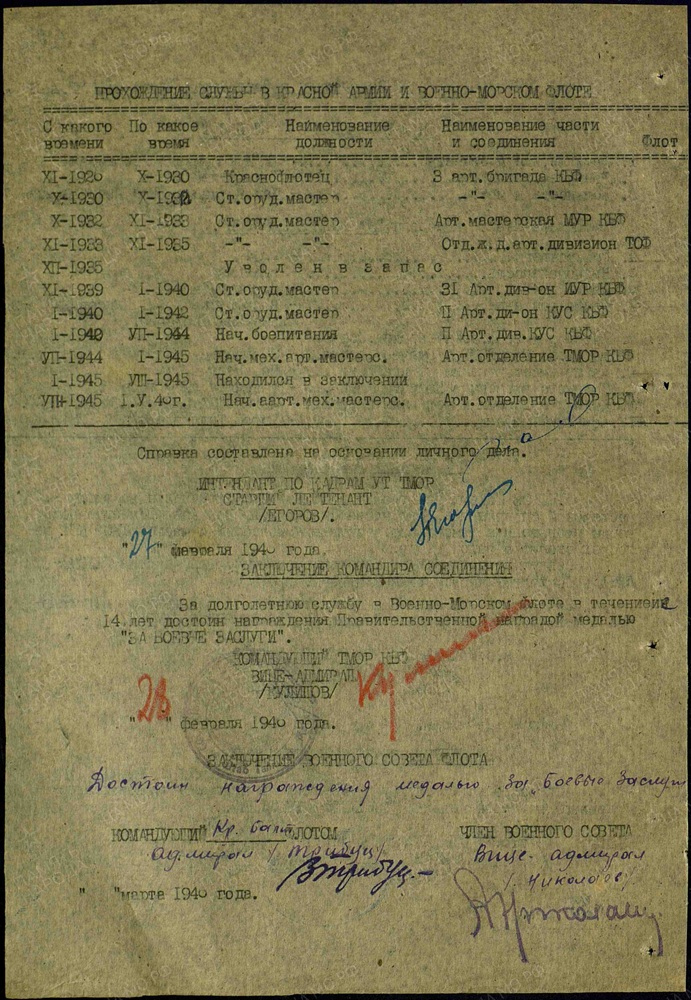 ПРОХОЖДЕНИЕ СЛУЖБЫ В КРАСНОЙ АРМИИ И ВОЕННО-МОРСКОМ ФЛОТЕ
С какого времени По какое время Наименование должности Наименование части и соединения Флот
XI-1926 X-1930 Краснофлотец 3 арт.бригада КБФ
X-1930 X-1932 Ст.оруд.мастер -"- -"-
X-1932 XI-1933 Ст.оруд.мастер Арт.мастерская МУР КБФ
XI-1933 XI-1935 -"- -"- Отд.ж.д.арт.дивизион ТОФ
XII-1935 Уволен в запас
XI-1939 I-1940 Ст.оруд.мастер 31 Арт.див-он ИУР КБФ
I-1940 I-1942 Ст.оруд.мастер П Арт.ди-он КУС КБФ
I-1942 УП-1944 Нач.боепитания П Арт.див.КУС КБФ
УП-1944 I-1945 Нач.мех.арт.мастерс. Арт.отделение ТМОР КБФ
I-1945 УШ-1945 Находился в заключении
УШ-1945 I.У.46г. Нач.аарт.мех.мастерс. Арт.отделение ТМОР КБФ
Справка составлена на основании личного дела.
ИНТЕНДАНТ ПО КАДРАМ УТ ТМОР
СТАРШИЙ ЛЕЙТЕНАНТ
/ЕГОРОВ/.
"27" февраля 1946 года.
ЗАКЛЮЧЕНИЕ КОМАНДИРА СОЕДИНЕНИЯ
За долголетнюю службу в Военно-Морском Флоте в течении
14 лет достоин награждения Правительственной наградой медалью
"ЗА БОЕВЫЕ ЗАСЛУГИ".
КОМАНДУЮЩИЙ ТМОР КБФ
ВИЦЕ-АДМИРАЛ
/КУЛИШОВ/
"28" февраля 1946 года.
ЗАКЛЮЧЕНИЕ ВОЕННОГО СОВЕТА ФЛОТА
Достоин награждения медалью "За боевые заслуги
КОМАНДУЮЩИЙ Кр. балт. ФЛОТОМ ЧЛЕН ВОЕННОГО СОВЕТА
адмирал /Трибуц/ Вице-адмирал
" "марта 1946 года.